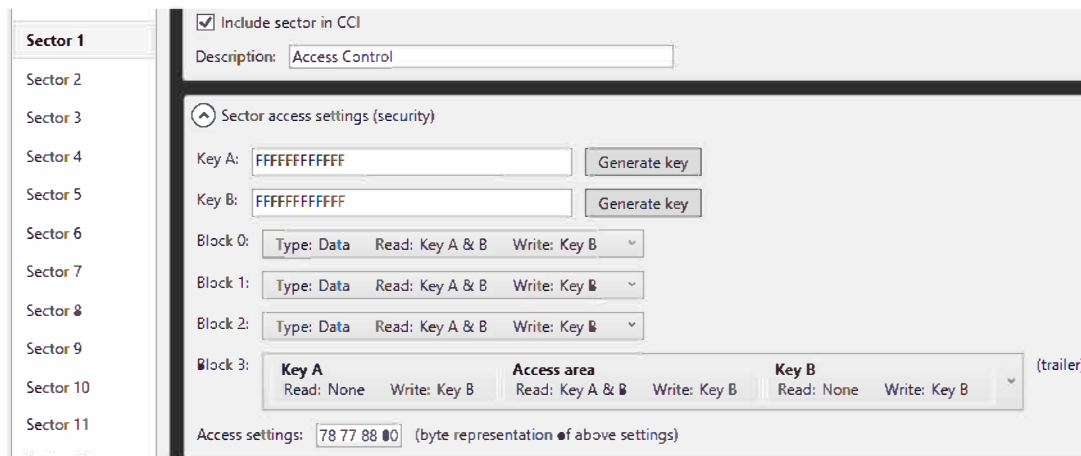 Include sector in CCI
Sector 1
Description: Access Control
Sector 2
Sector 3
Sector access settings (security)
Sector 4
Key A: FFFFFFFFFFFF Generate key
Sector 5
Key B: FFFFFFFFFFFF Generate key
Sector 6
Block 0: Type: Data Read: Key A & B Write: Key B
Sector 7
Block 1: Type: Data Read: Key A & B Write: Key B
Sector 8
Block 2: Type: Data Read: Key A & B Write: Key B
Sector 9
Block 3: Key A Access area Key B (trailer)
Read: None Write: Key B Read: Key A & B Write: Key B Read: None Write: Key B
Sector 10
Sector 11
Access settings: 78 77 88 00 (byte representation of above settings)